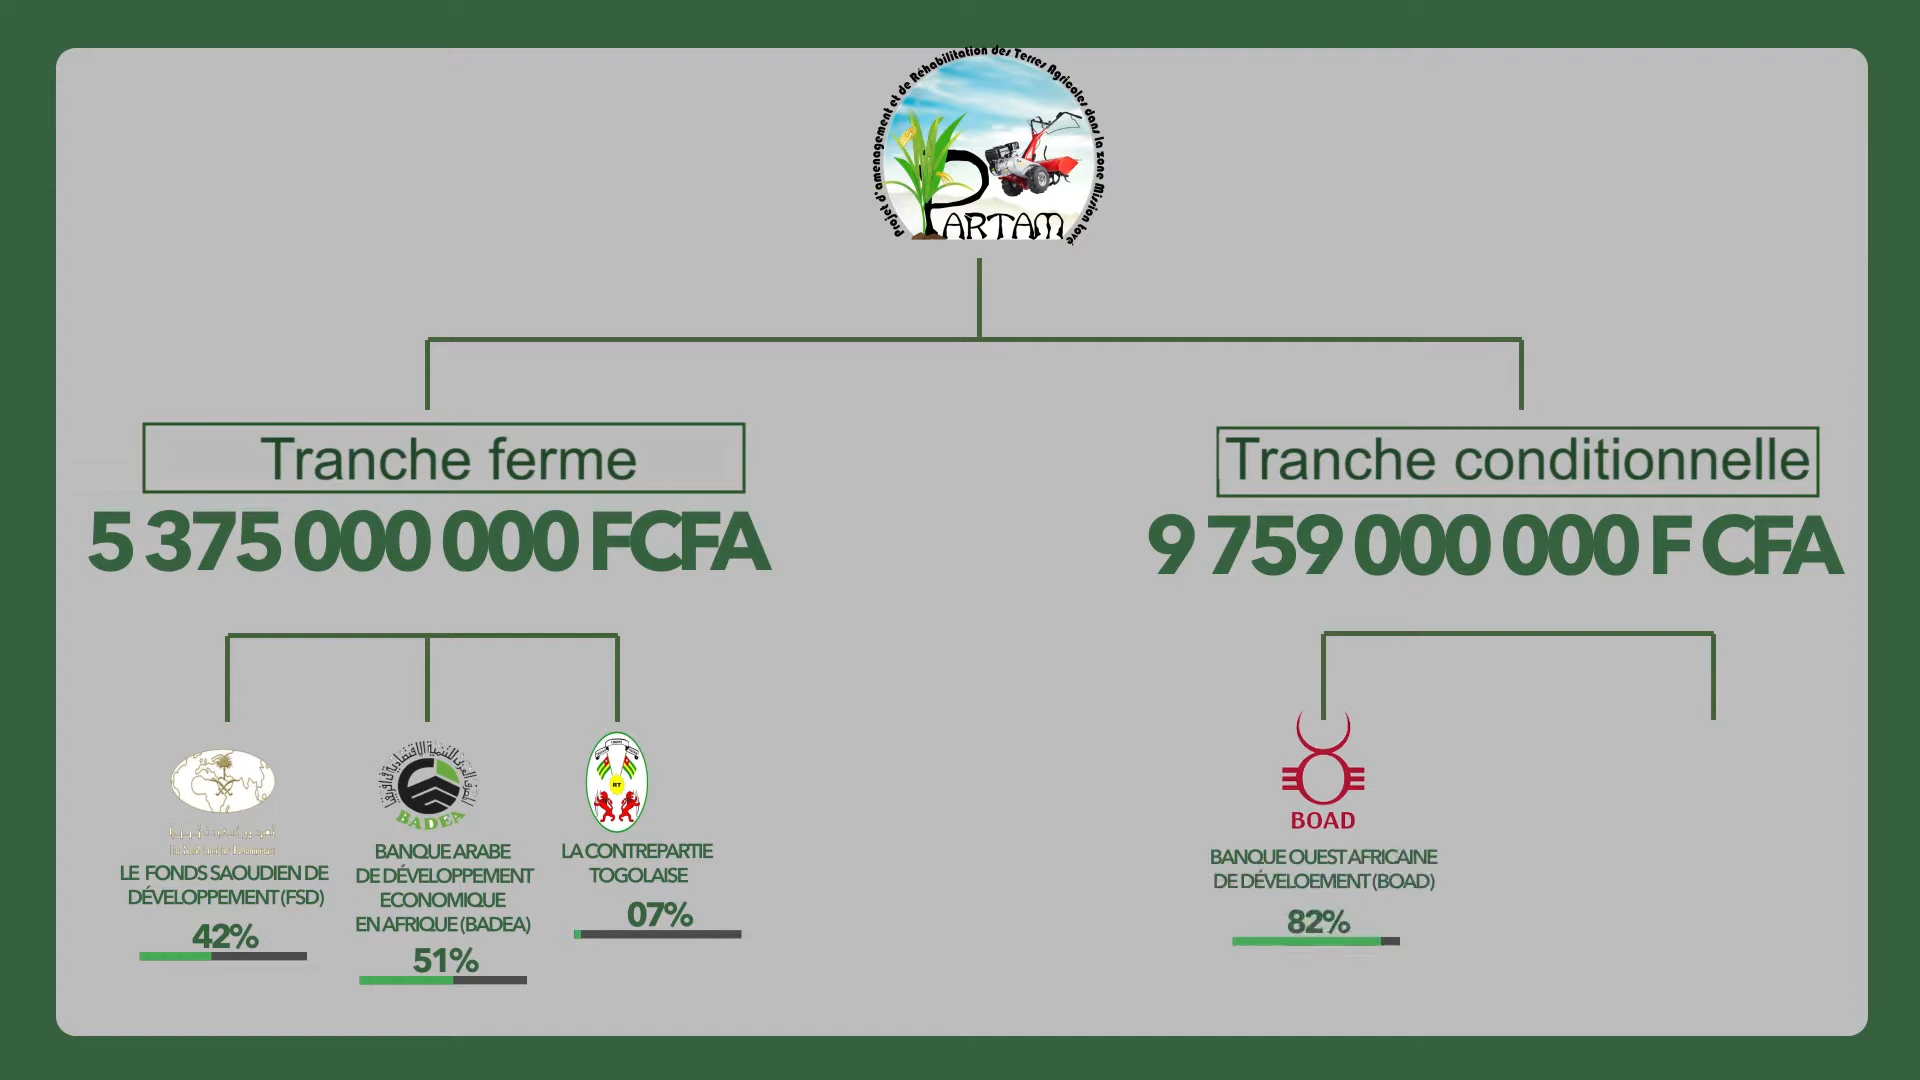 Projet d'aménagement et de Réhabilitation des Terres Agricoles dans la zone Mission tové
PARTAM
Tranche ferme
5 375 000 000 FCFA
Tranche conditionnelle
9 759 000 000 F CFA
LE FONDS SAOUDIEN DE
DÉVELOPPEMENT (FSD)
42%
BADEA
BANQUE ARABE
DE DÉVELOPPEMENT
ECONOMIQUE
EN AFRIQUE (BADEA)
51%
RT
LA CONTREPARTIE
TOGOLAISE
07%
BOAD
BANQUE OUEST AFRICAINE
DE DÉVELOEMENT (BOAD)
82%